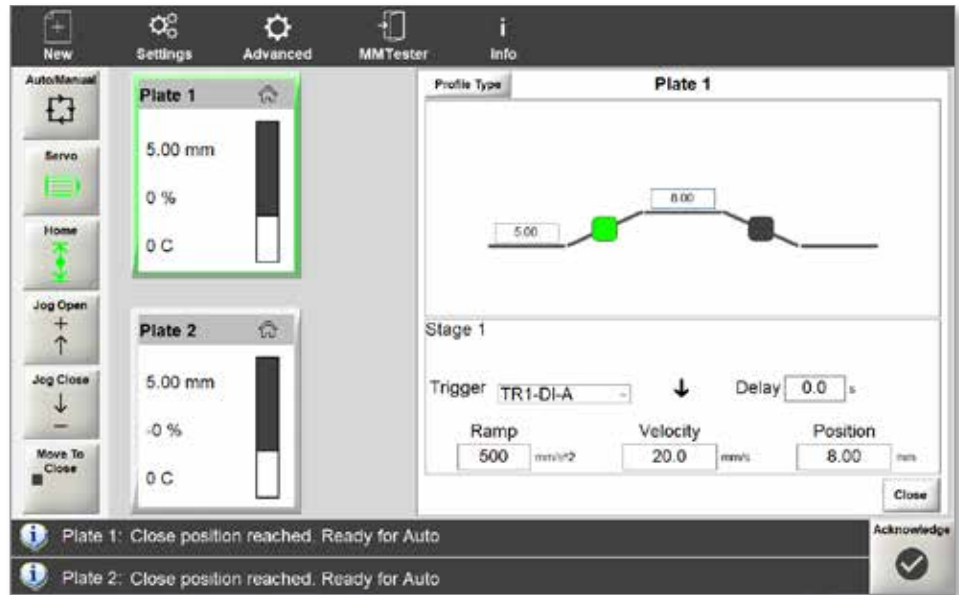 New Settings Advanced MMTester Info
Auto/Manual
Servo
Home
Jog Open
Jog Close
Move To
Close
Plate 1
5.00 mm
0 %
0 C
Plate 2
5.00 mm
-0 %
0 C
Profile Type Plate 1
8.00
5.00
Stage 1
Trigger TR1-DI-A Delay 0.0 s
Ramp Velocity Position
500 mm/s^2 20.0 mm/s 8.00 mm
Close
Plate 1: Close position reached. Ready for Auto
Plate 2: Close position reached. Ready for Auto
Acknowledge